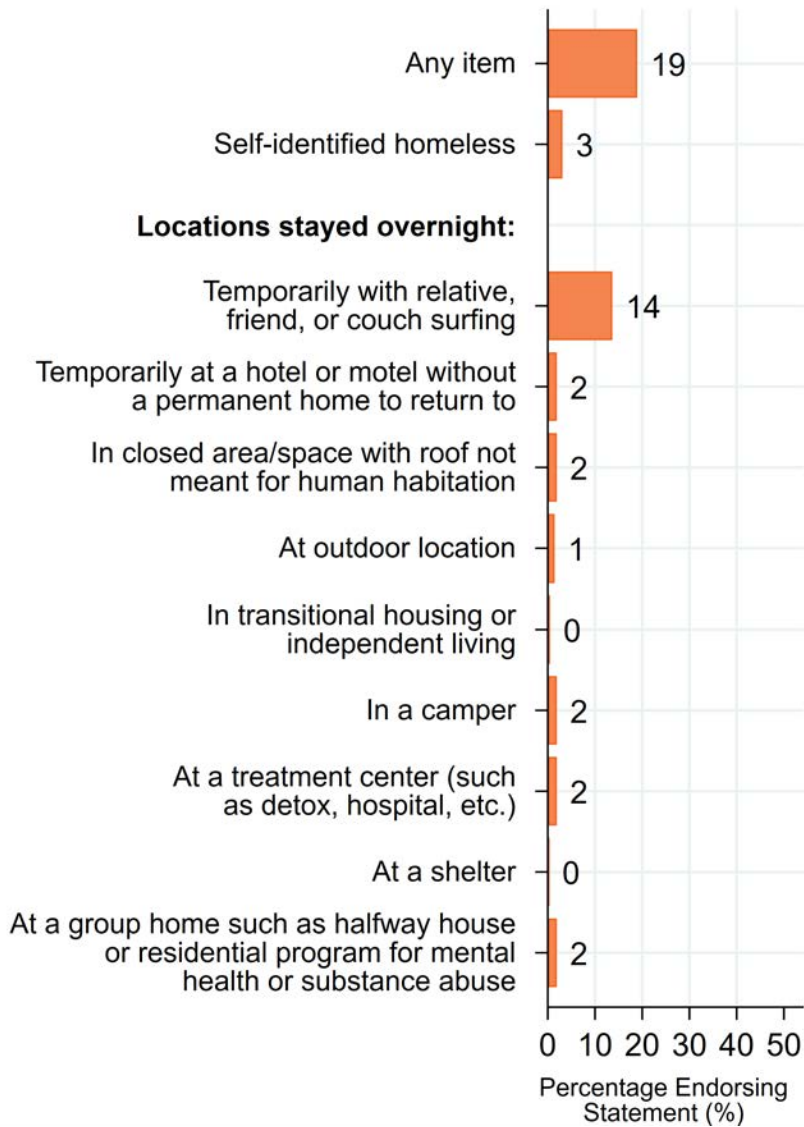 Any item 19
Self-identified homeless 3
Locations stayed overnight:
Temporarily with relative,
friend, or couch surfing 14
Temporarily at a hotel or motel without
a permanent home to return to 2
In closed area/space with roof not
meant for human habitation 2
At outdoor location 1
In transitional housing or
independent living 0
In a camper 2
At a treatment center (such
as detox, hospital, etc.) 2
At a shelter 0
At a group home such as halfway house
or residential program for mental
health or substance abuse 2
0 10 20 30 40 50
Percentage Endorsing
Statement (%)